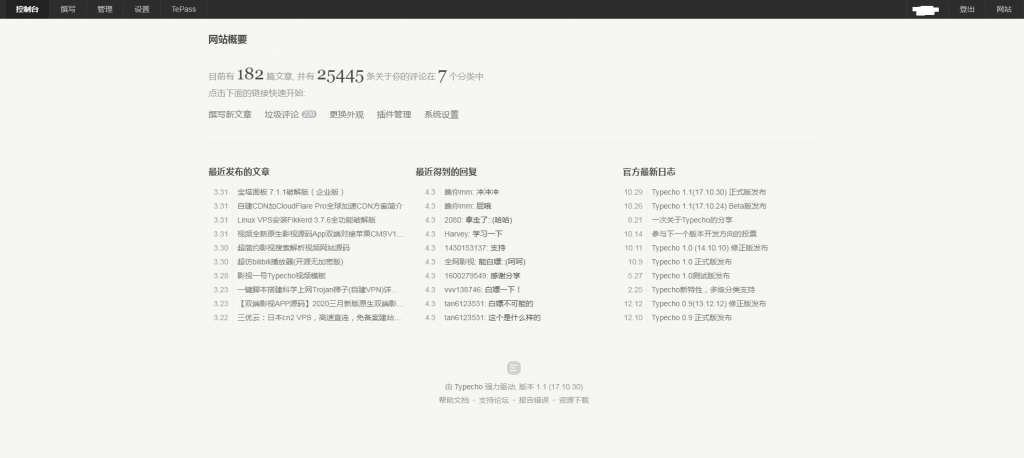 控制台 撰写 管理 设置 TePass 登出 网站
网站概要
目前有 182 篇文章, 并有 25445 条关于你的评论在 7 个分类中.
点击下面的链接快速开始:
撰写新文章 垃圾评论 更换外观 插件管理 系统设置
最近发布的文章
3.31 宝塔面板 7.1.1破解版（企业版）
3.31 自建CDN加CloudFlare Pro全球加速CDN方案简介
3.31 Linux VPS安装Fikkerd 3.7.6全功能破解版
3.31 视频全新原生影视源码App双端对接苹果CMSV1...
3.30 超简约影视搜索解析视频网站源码
3.30 超仿bilibili播放器(开源无加密版)
3.28 影视一号Typecho视频模板
3.23 一键脚本搭建科学上网Trojan梯子(自建VPN)详...
3.23 【双端影视APP源码】2020三月新版原生双端影...
3.22 三优云：日本cn2 VPS，高速直连，免备案建站...
最近得到的回复
4.3 瞧你mm: 冲冲冲
4.3 瞧你mm: 屁哦
4.3 2080: 拿走了::(哈哈)
4.3 Harvey: 学习一下
4.3 1430153137: 支持
4.3 全网影视: 能白嫖::(呵呵)
4.3 1600279549: 感谢分享
4.3 vvv138746: 白嫖一下！
4.3 tan6123531: 白嫖不可能的
4.3 tan6123531: 这个是什么样的
官方最新日志
10.29 Typecho 1.1(17.10.30) 正式版发布
10.26 Typecho 1.1(17.10.24) Beta版发布
8.21 一次关于Typecho的分享
10.14 参与下一个版本开发方向的投票
10.11 Typecho 1.0 (14.10.10) 修正版发布
10.9 Typecho 1.0 正式版发布
5.27 Typecho 1.0测试版发布
2.25 Typecho新特性，多级分类支持
12.12 Typecho 0.9(13.12.12) 修正版发布
12.10 Typecho 0.9 正式版发布
由 Typecho 强力驱动, 版本 1.1 (17.10.30)
帮助文档 • 支持论坛 • 报告错误 • 资源下载